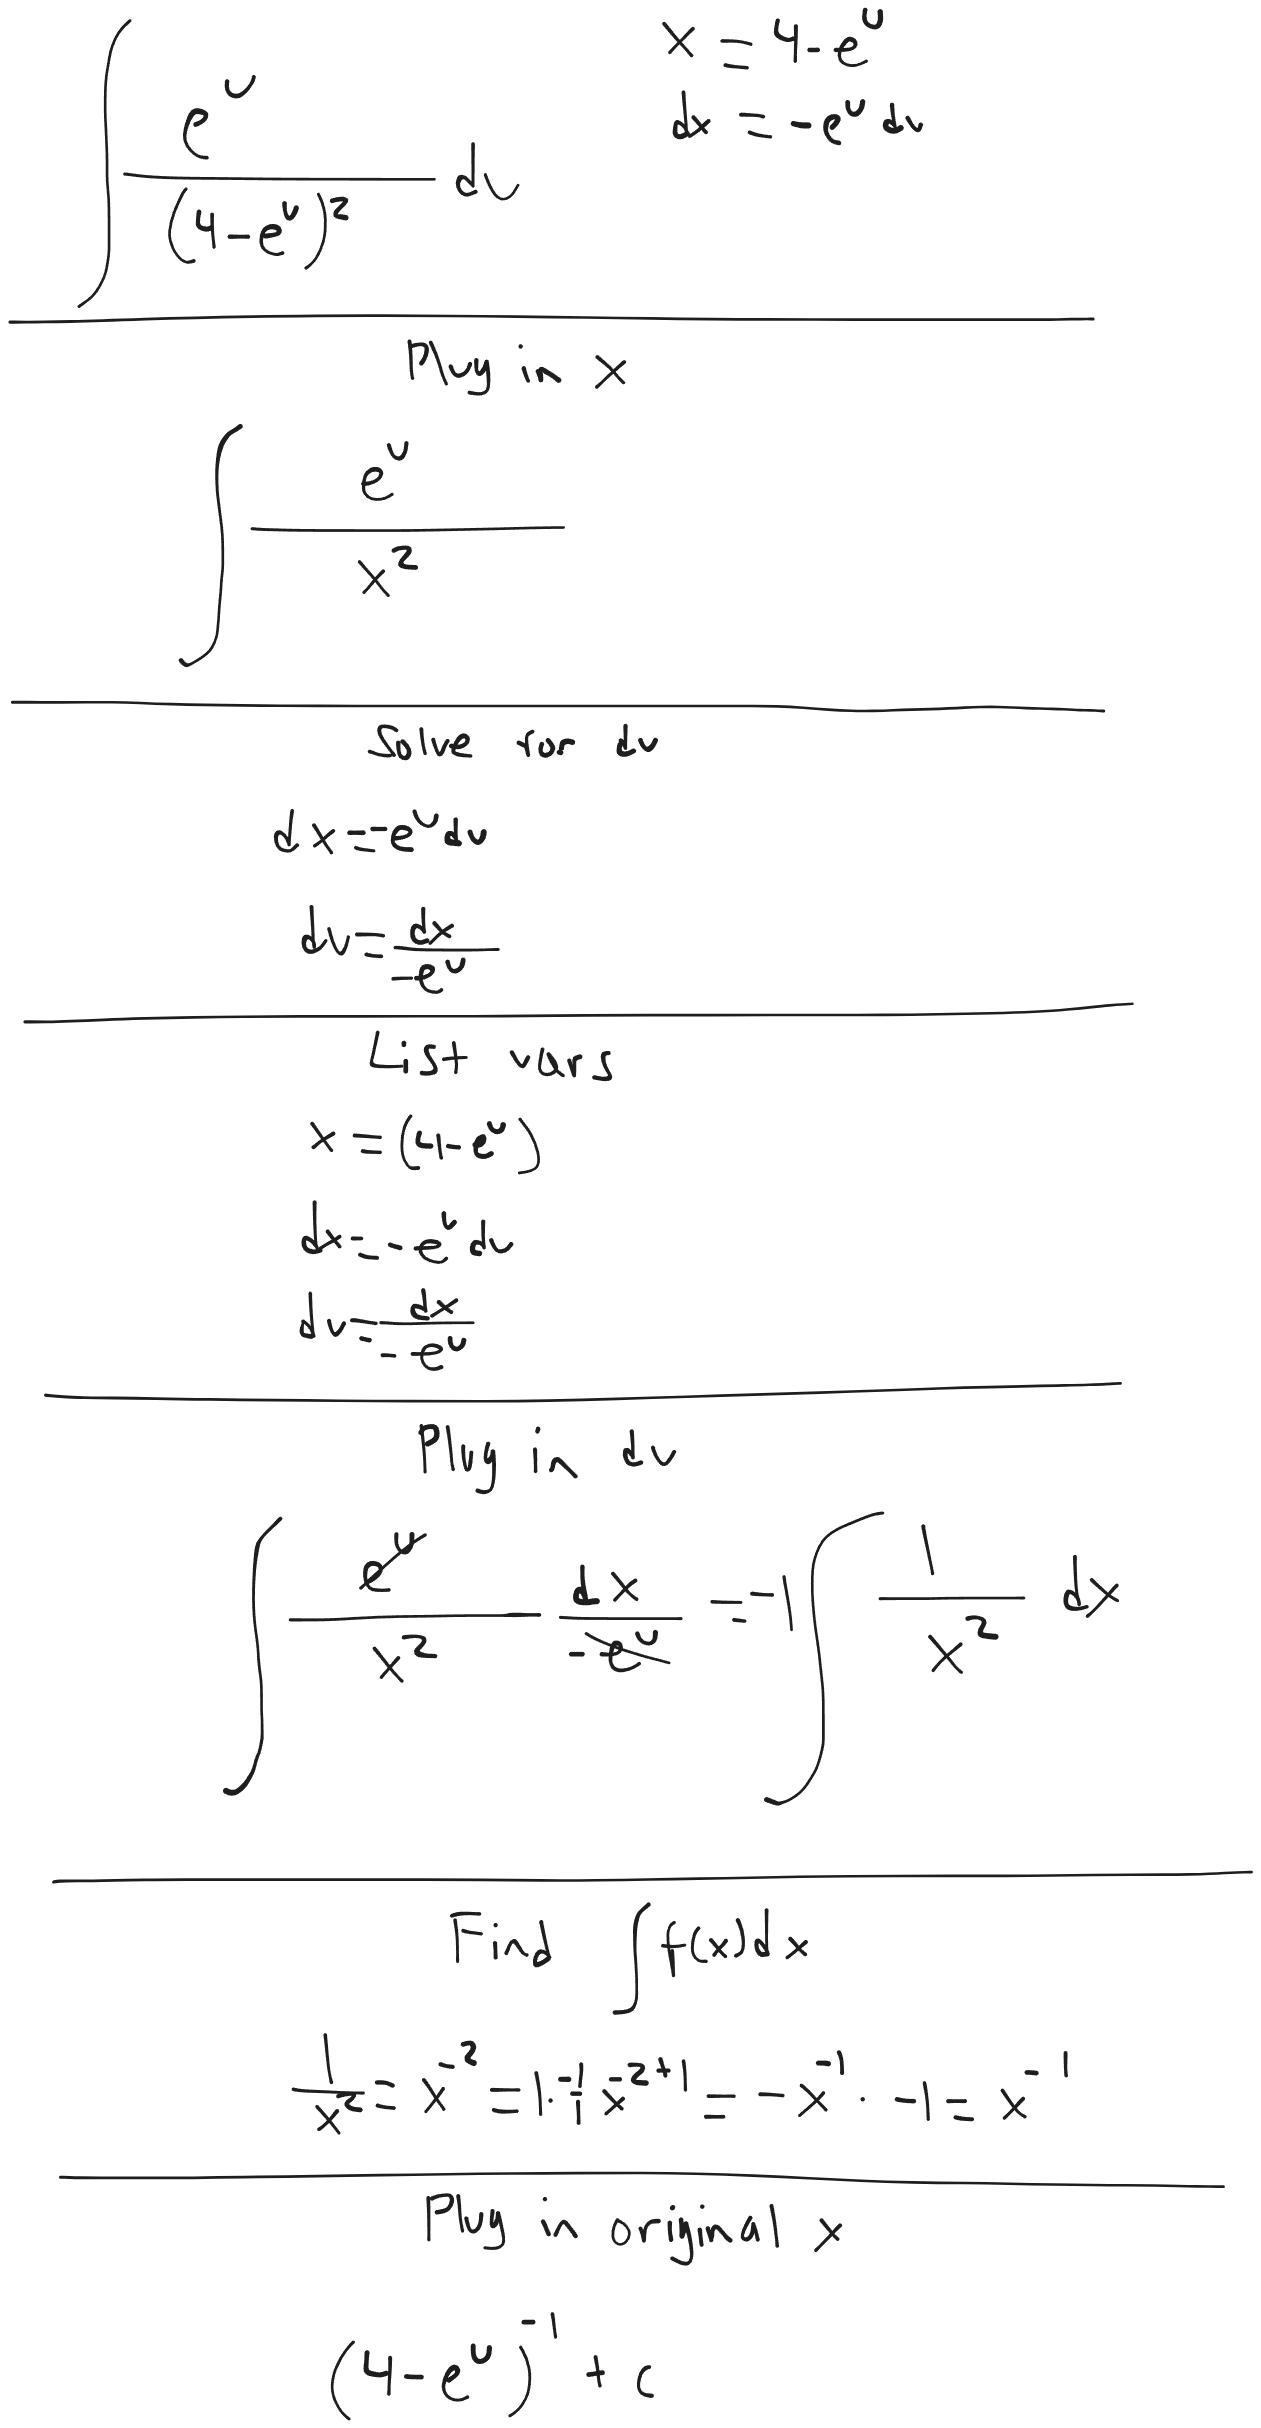 ∫ e^u / (4-e^u)^2 du
x = 4-e^u
dx = -e^u du
Plug in x
∫ e^u / x^2
Solve for du
dx = -e^u du
du = dx / -e^u
List vars
x = (4-e^u)
dx = -e^u du
du = dx / -e^u
Plug in du
∫ e^u / x^2 dx / -e^u = -1 ∫ 1 / x^2 dx
Find ∫ f(x) dx
1 / x^2 = x^-2 = 1 · -1/1 x^-2+1 = -x^-1 · -1 = x^-1
Plug in original x
(4-e^u)^-1 + c